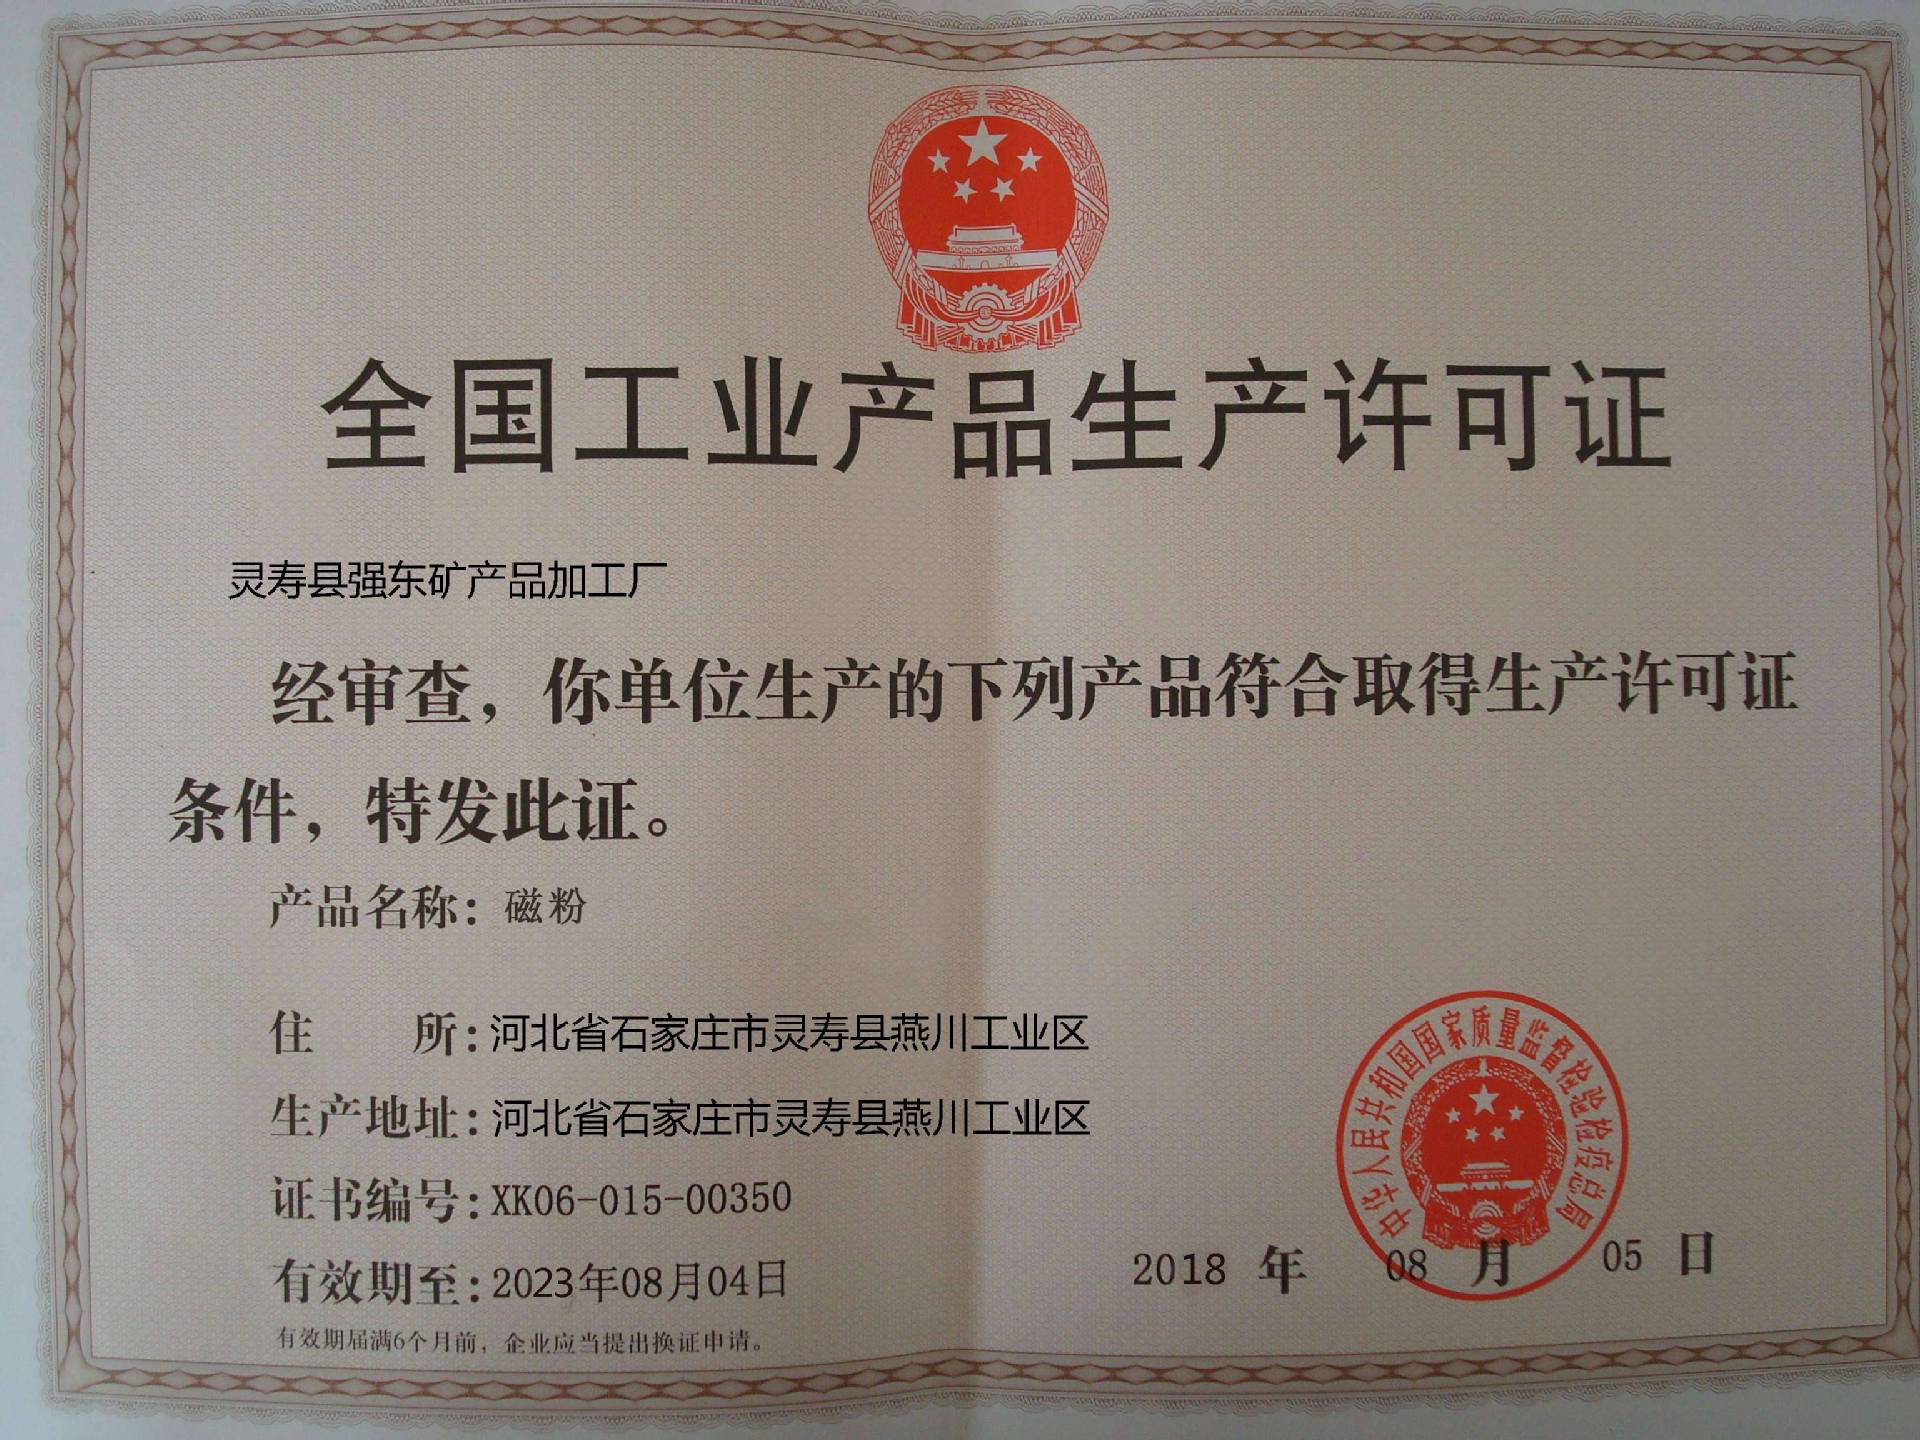 全国工业产品生产许可证
灵寿县强东矿产品加工厂
经审查，你单位生产的下列产品符合取得生产许可证
条件，特发此证。
产品名称：磁粉
住 所：河北省石家庄市灵寿县燕川工业区
生产地址：河北省石家庄市灵寿县燕川工业区
证书编号：XK06-015-00350
有效期至：2023年08月04日
有效期届满6个月前，企业应当提出换证申请。
中华人民共和国国家质量监督检验检疫总局
2018 年 08 月 05 日